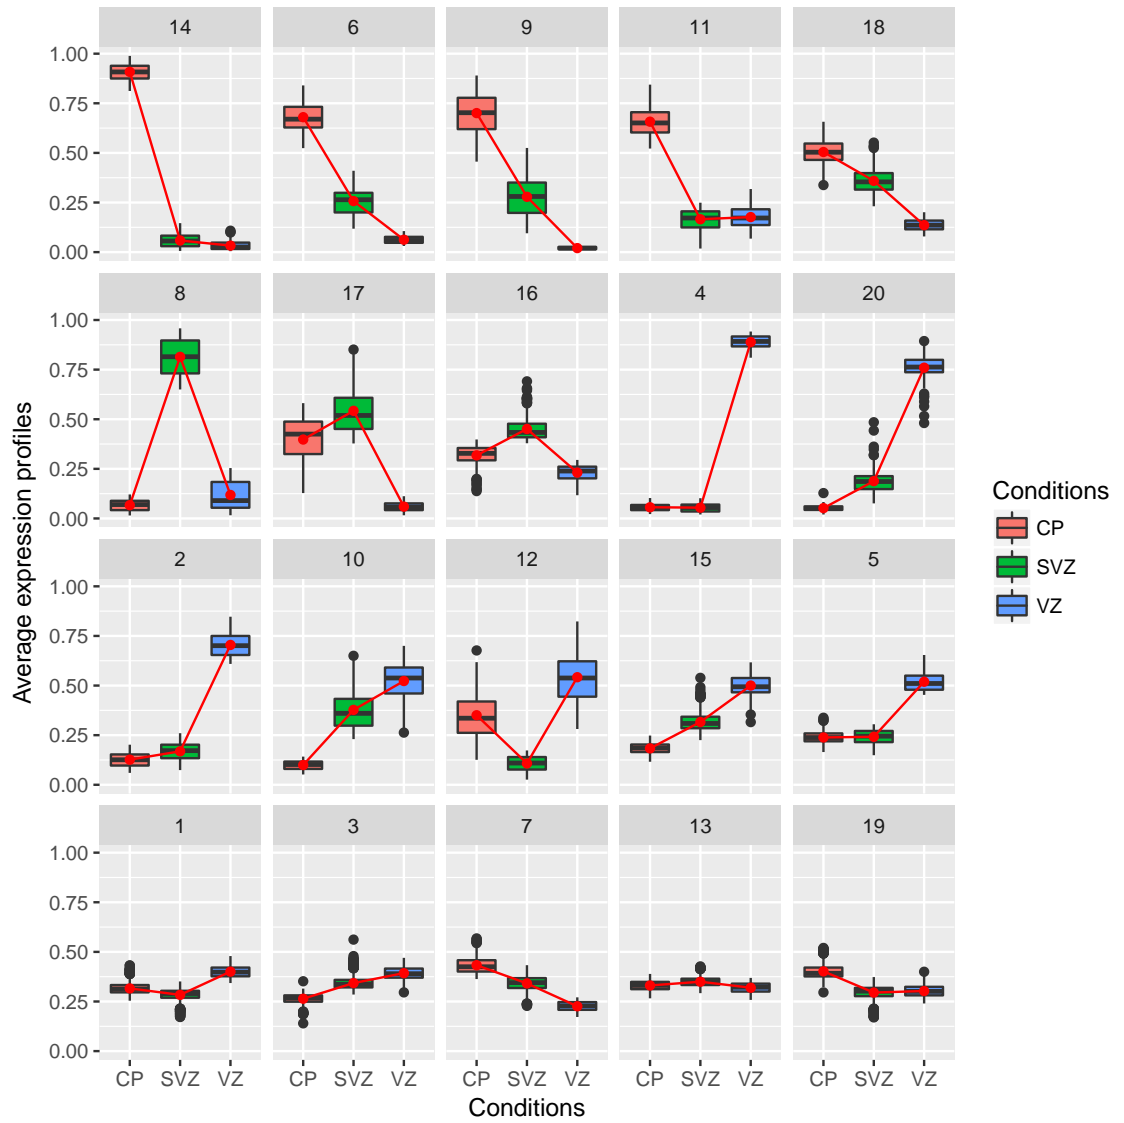 14 6 9 11 18
1.00
0.75
0.50
0.25
0.00
8 17 16 4 20
1.00
0.75
0.50
0.25
0.00
2 10 12 15 5
1.00
0.75
0.50
0.25
0.00
1 3 7 13 19
1.00
0.75
0.50
0.25
0.00
CP SVZ VZ CP SVZ VZ CP SVZ VZ CP SVZ VZ CP SVZ VZ
Conditions
Average expression profiles
Conditions
CP
SVZ
VZ